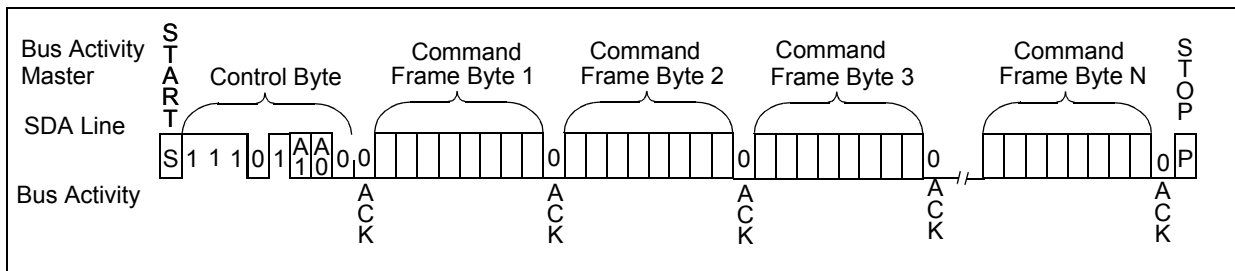 Bus Activity
Master
START
Control Byte
Command
Frame Byte 1
Command
Frame Byte 2
Command
Frame Byte 3
Command
Frame Byte N
STOP
SDA Line
S 1 1 1 0 1 A1 A0 0 0 0 0 0 0 P
Bus Activity
ACK
ACK
ACK
ACK
ACK